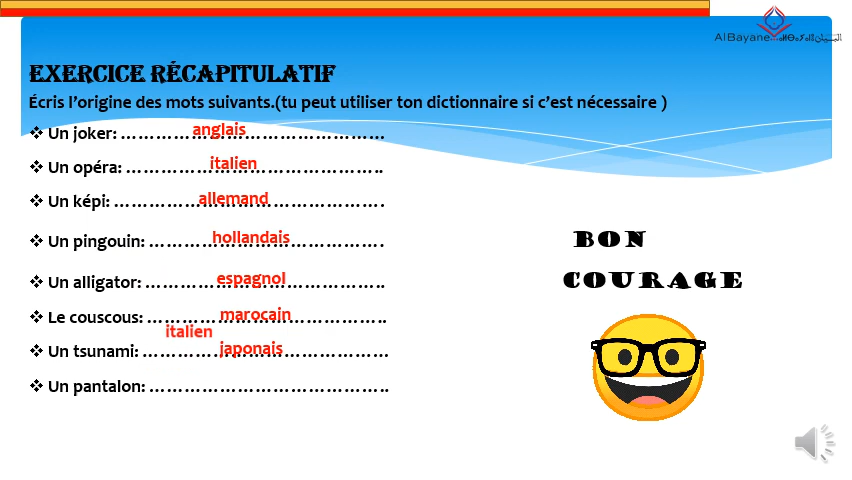 AlBayane...
EXERCICE RÉCAPITULATIF
Écris l’origine des mots suivants.(tu peut utiliser ton dictionnaire si c’est nécessaire )
❖ Un joker: ……………………………………… anglais
❖ Un opéra: …………………………………….. italien
❖ Un képi: ………………………………………. allemand
❖ Un pingouin: …………………………………. hollandais
❖ Un alligator: ………………………………….. espagnol
❖ Le couscous: ………………………………….. marocain
italien
❖ Un tsunami: …………………………………… japonais
❖ Un pantalon: …………………………………..
BON
COURAGE